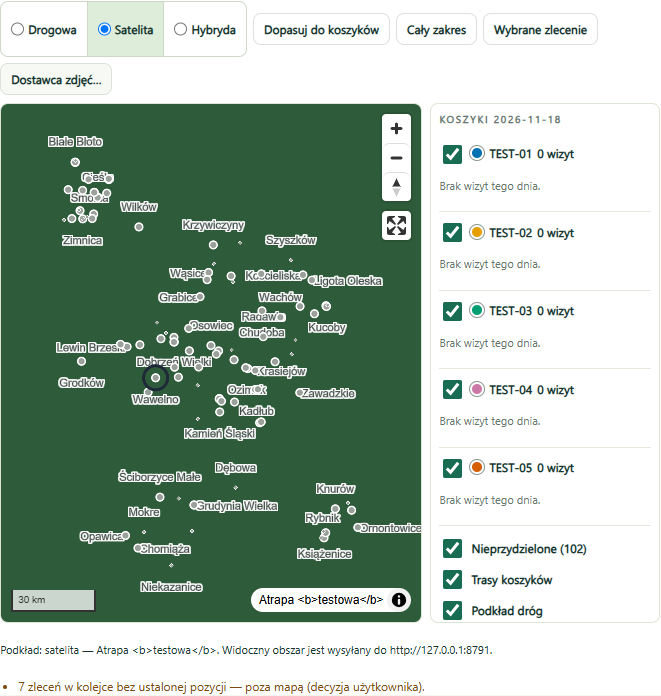 Drogowa
Satelita
Hybryda
Dopasuj do koszyków
Cały zakres
Wybrane zlecenie
Dostawca zdjęć...
Białe Błoto
Smolna
Zimnica
Wilków
Krzywiczyny
Szyszków
Wąsice
Kościeliska
Ligota Oleska
Grabice
Wachów
Radawie
Kucoby
Osowiec
Chudoba
Lewin Brzeski
Dobrzeń Wielki
Krasiejów
Grodków
Wawelno
Ozimek
Zawadzkie
Kadłub
Kamień Śląski
Dębowa
Ściborzyce Małe
Knurów
Mokre
Grudynia Wielka
Rybnik
Ornontowice
Opawica
Chomiąża
Książenice
Niekazanice
30 km
Atrapa <b>testowa</b>
KOSZYKI 2026-11-18
TEST-01 0 wizyt
Brak wizyt tego dnia.
TEST-02 0 wizyt
Brak wizyt tego dnia.
TEST-03 0 wizyt
Brak wizyt tego dnia.
TEST-04 0 wizyt
Brak wizyt tego dnia.
TEST-05 0 wizyt
Brak wizyt tego dnia.
Nieprzydzielone (102)
Trasy koszyków
Podkład dróg
Podkład: satelita — Atrapa <b>testowa</b>. Widoczny obszar jest wysyłany do http://127.0.0.1:8791.
7 zleceń w kolejce bez ustalonej pozycji — poza mapą (decyzja użytkownika).